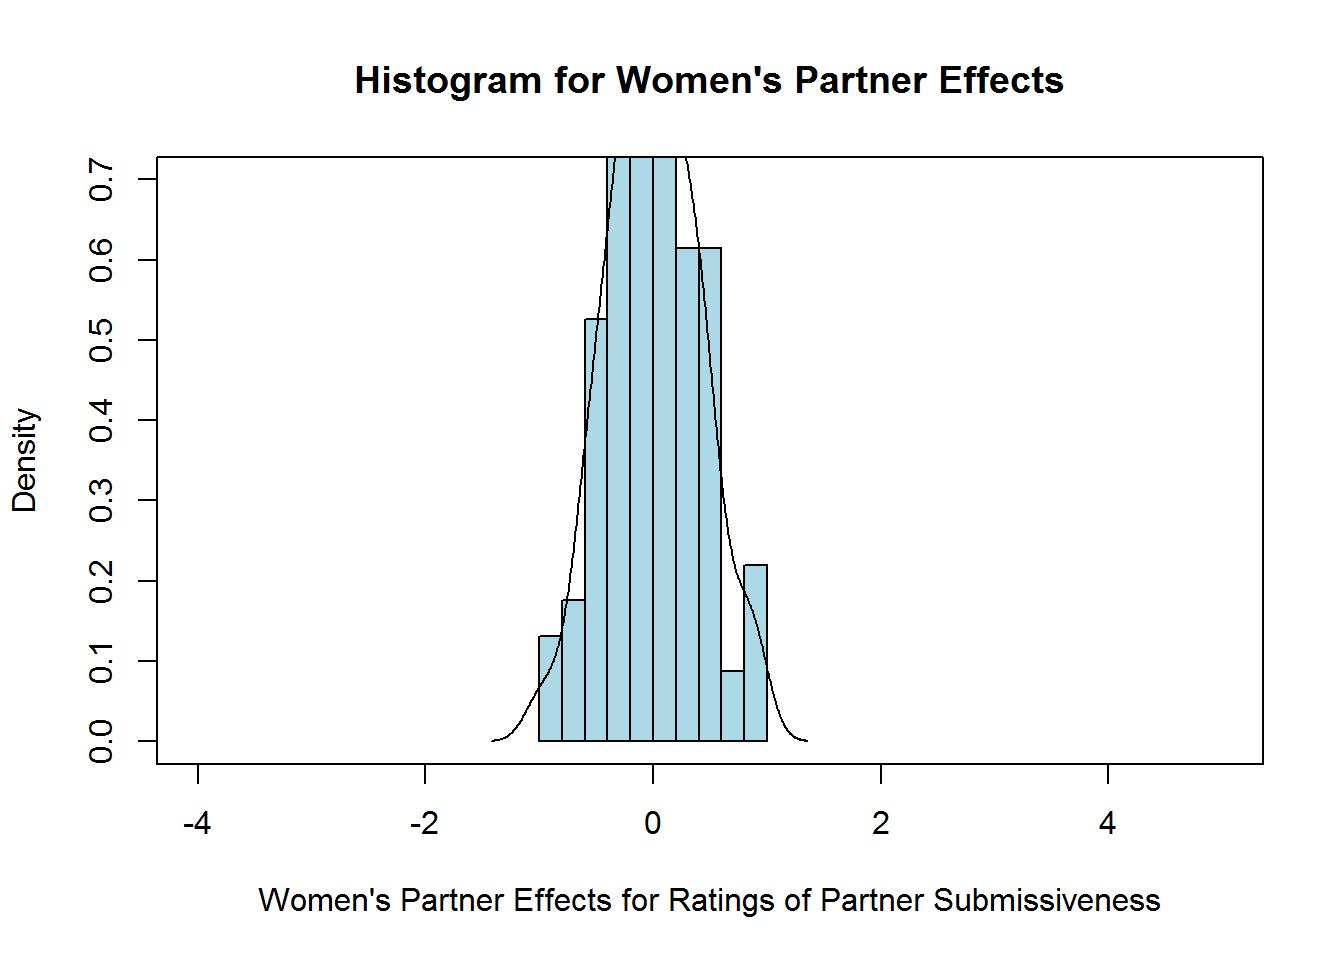 Histogram for Women's Partner Effects
0.7
0.6
0.5
0.4
0.3
0.2
0.1
0.0
Density
-4 -2 0 2 4
Women's Partner Effects for Ratings of Partner Submissiveness